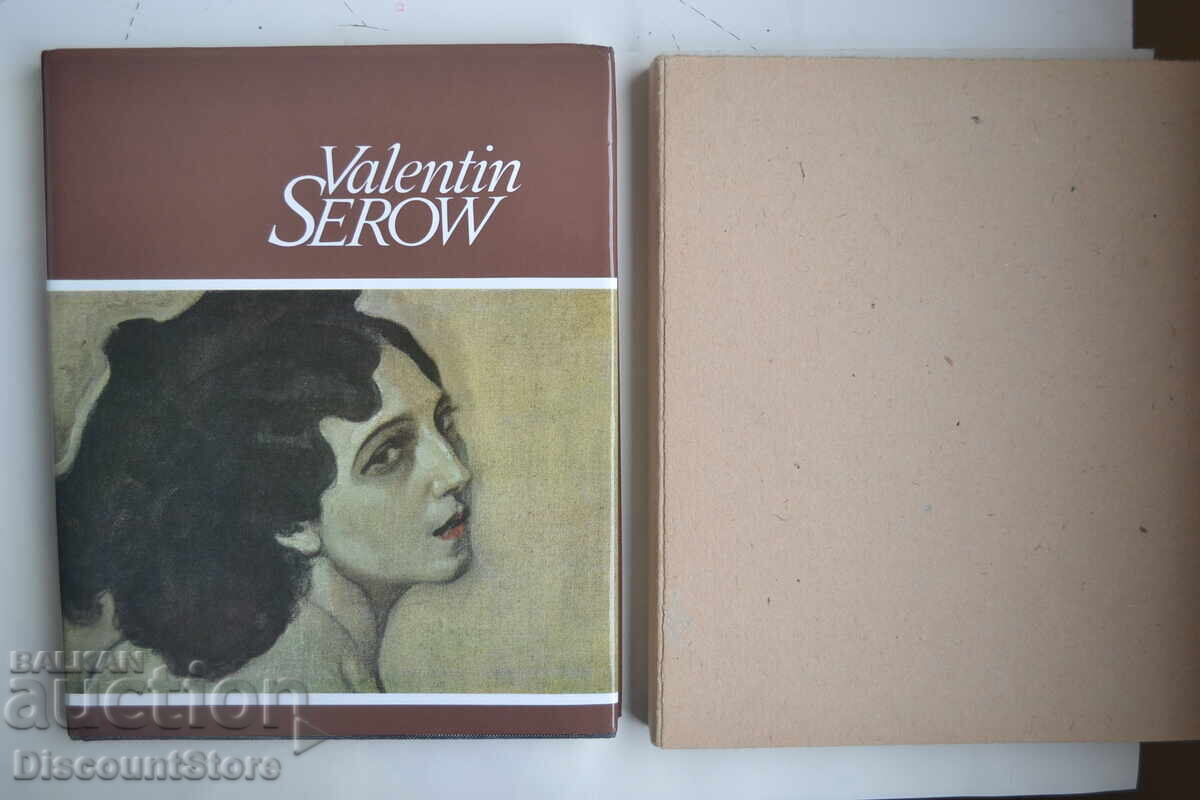 Valentin
SEROW
BALKAN
auction
DiscountStore